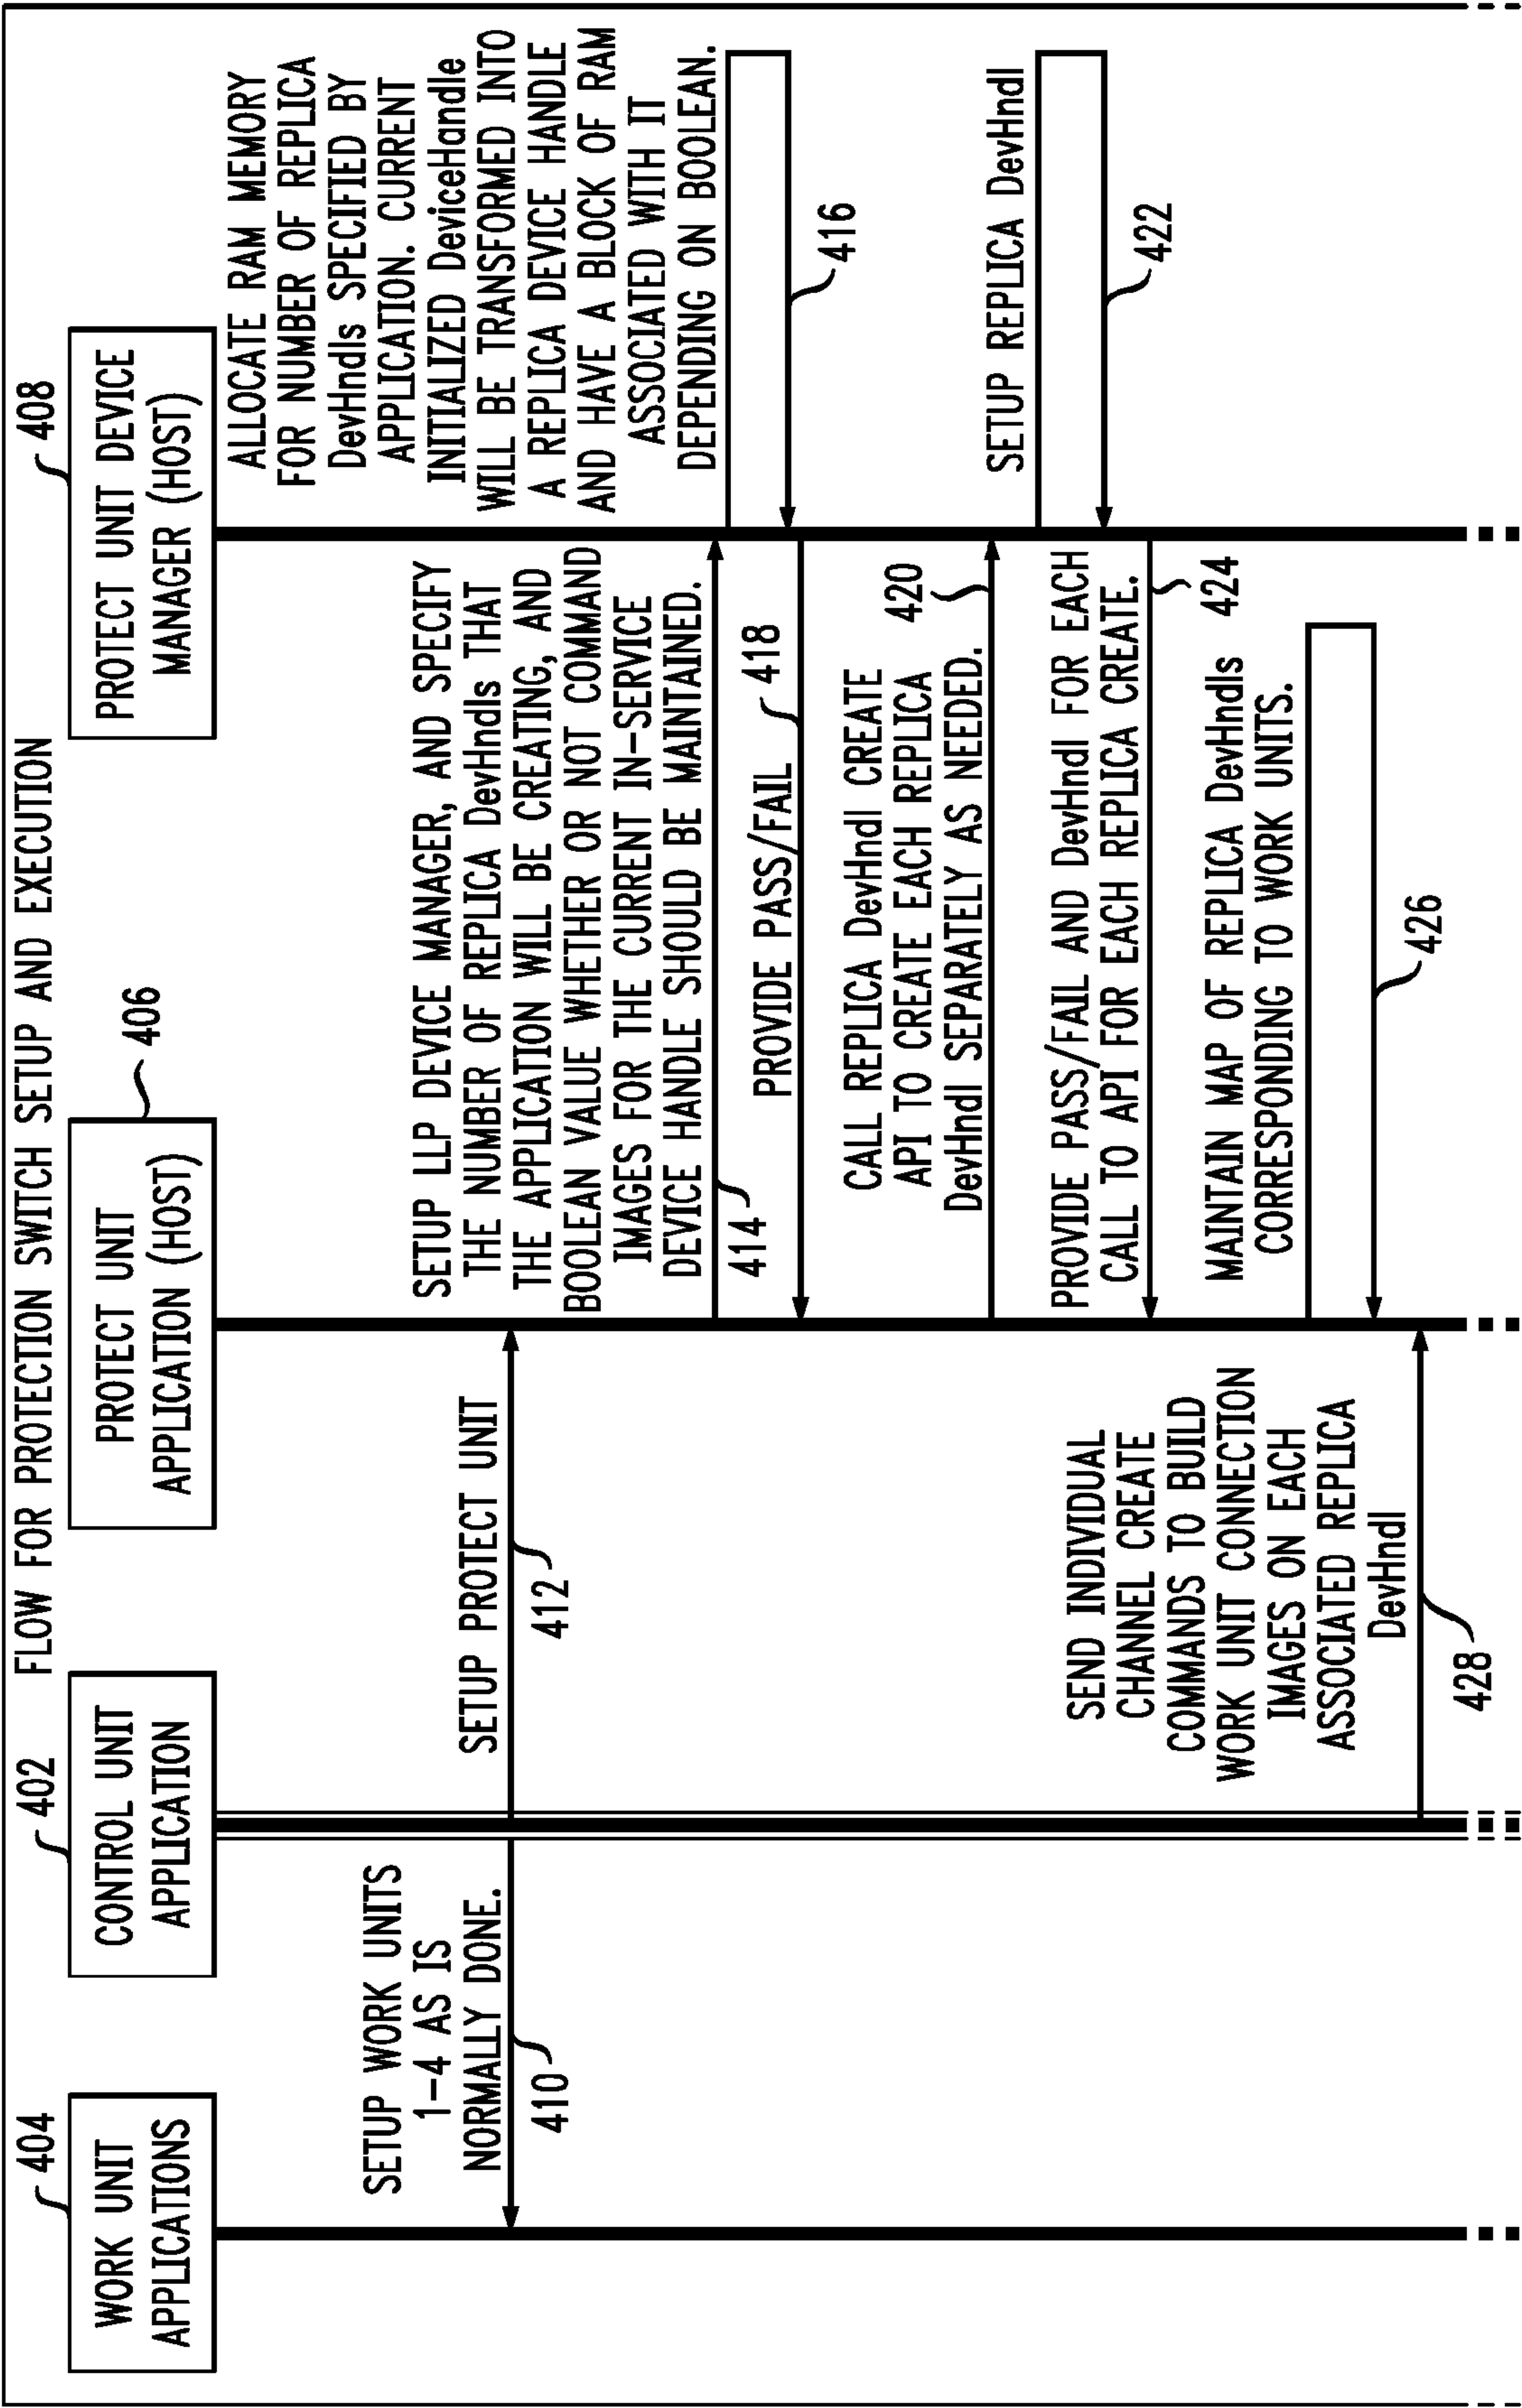 FLOW FOR PROTECTION SWITCH SETUP AND EXECUTION
404
WORK UNIT
APPLICATIONS
402
CONTROL UNIT
APPLICATION
406
PROTECT UNIT
APPLICATION (HOST)
408
PROTECT UNIT DEVICE
MANAGER (HOST)
SETUP WORK UNITS
1-4 AS IS
NORMALLY DONE.
410
SETUP PROTECT UNIT
412
SETUP LLP DEVICE MANAGER, AND SPECIFY
THE NUMBER OF REPLICA DevHndls THAT
THE APPLICATION WILL BE CREATING, AND
BOOLEAN VALUE WHETHER OR NOT COMMAND
IMAGES FOR THE CURRENT IN-SERVICE
DEVICE HANDLE SHOULD BE MAINTAINED.
414
ALLOCATE RAM MEMORY
FOR NUMBER OF REPLICA
DevHndls SPECIFIED BY
APPLICATION. CURRENT
INITIALIZED DeviceHandle
WILL BE TRANSFORMED INTO
A REPLICA DEVICE HANDLE
AND HAVE A BLOCK OF RAM
ASSOCIATED WITH IT
DEPENDING ON BOOLEAN.
416
PROVIDE PASS/FAIL
418
CALL REPLICA DevHndl CREATE
API TO CREATE EACH REPLICA
DevHndl SEPARATELY AS NEEDED.
420
SETUP REPLICA DevHndl
422
PROVIDE PASS/FAIL AND DevHndl FOR EACH
CALL TO API FOR EACH REPLICA CREATE.
424
MAINTAIN MAP OF REPLICA DevHndls
CORRESPONDING TO WORK UNITS.
426
SEND INDIVIDUAL
CHANNEL CREATE
COMMANDS TO BUILD
WORK UNIT CONNECTION
IMAGES ON EACH
ASSOCIATED REPLICA
DevHndl
428